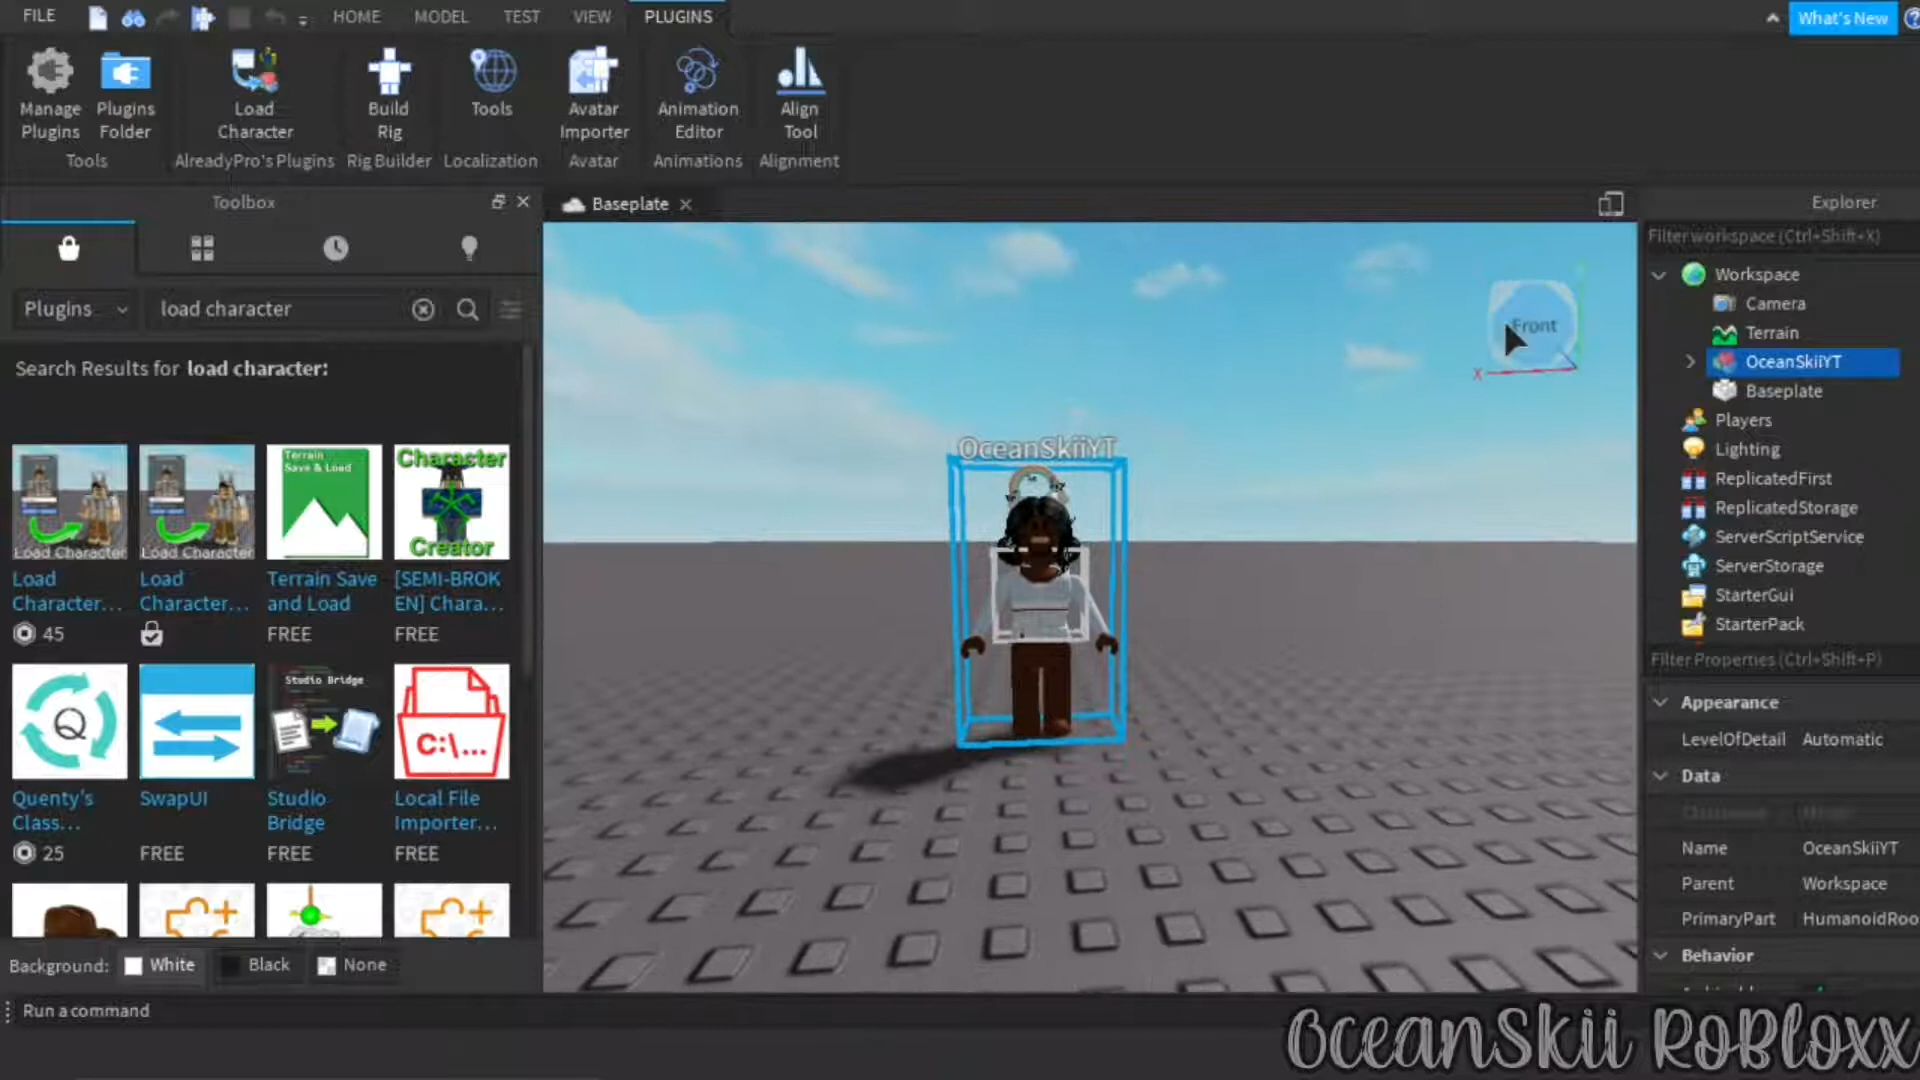 FILE
HOME
MODEL
TEST
VIEW
PLUGINS
What's New
Manage
Plugins
Plugins
Folder
Tools
Load
Character
AlreadyPro's Plugins
Build
Rig
Rig Builder
Tools
Localization
Avatar
Importer
Avatar
Animation
Editor
Animations
Align
Tool
Alignment
Toolbox
Plugins
load character
Search Results for load character:
Load Character
Load
Character...
45
Load Character
Load
Character...
Terrain
Save & Load
Terrain Save
and Load
FREE
Character
Creator
[SEMI-BROK
EN] Chara...
FREE
Q
Quenty's
Class...
25
SwapUI
FREE
Studio Bridge
Studio
Bridge
FREE
C:\...
Local File
Importer...
FREE
Background:
White
Black
None
Run a command
Baseplate
Front
X
OceanSkiiYT
Explorer
Filter workspace (Ctrl+Shift+X)
Workspace
Camera
Terrain
OceanSkiiYT
Baseplate
Players
Lighting
ReplicatedFirst
ReplicatedStorage
ServerScriptService
ServerStorage
StarterGui
StarterPack
Filter Properties (Ctrl+Shift+P)
Appearance
LevelOfDetail Automatic
Data
Name OceanSkiiYT
Parent Workspace
PrimaryPart HumanoidRoo
Behavior
OceanSkii RoBloxx